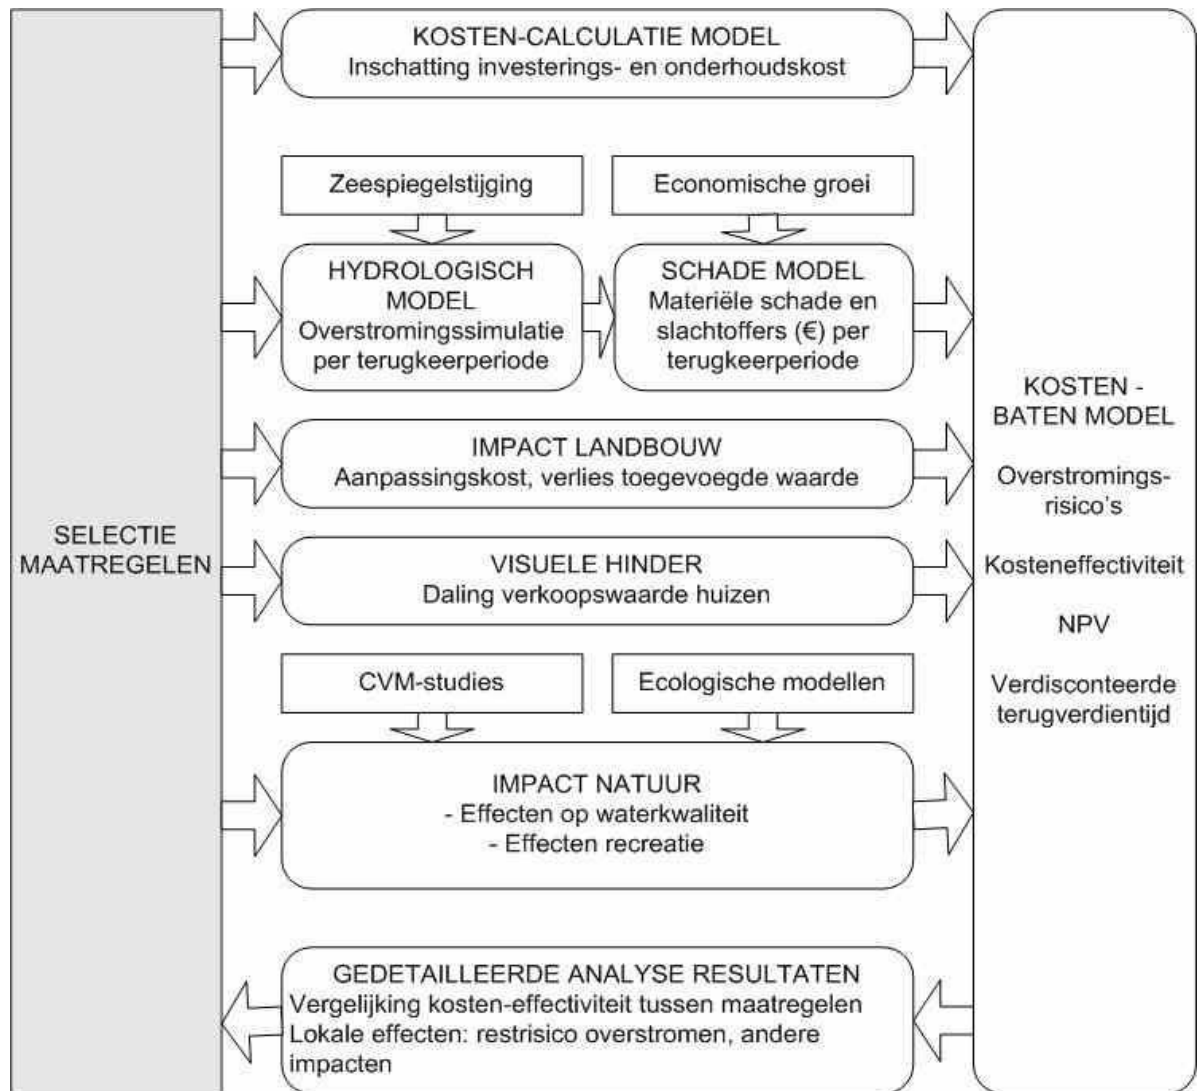 KOSTEN-CALCULATIE MODEL
Inschatting investerings- en onderhoudskost
Zeespiegelstijging
Economische groei
HYDROLOGISCH
MODEL
Overstromingssimulatie
per terugkeerperiode
SCHADE MODEL
Materiële schade en
slachtoffers (€) per
terugkeerperiode
IMPACT LANDBOUW
Aanpassingskost, verlies toegevoegde waarde
SELECTIE
MAATREGELEN
VISUELE HINDER
Daling verkoopswaarde huizen
CVM-studies
Ecologische modellen
IMPACT NATUUR
- Effecten op waterkwaliteit
- Effecten recreatie
KOSTEN -
BATEN MODEL
Overstromings-
risico's
Kosteneffectiviteit
NPV
Verdisconteerde
terugverdientijd
GEDETAILLEERDE ANALYSE RESULTATEN
Vergelijking kosten-effectiviteit tussen maatregelen
Lokale effecten: restrisico overstromen, andere
impacten